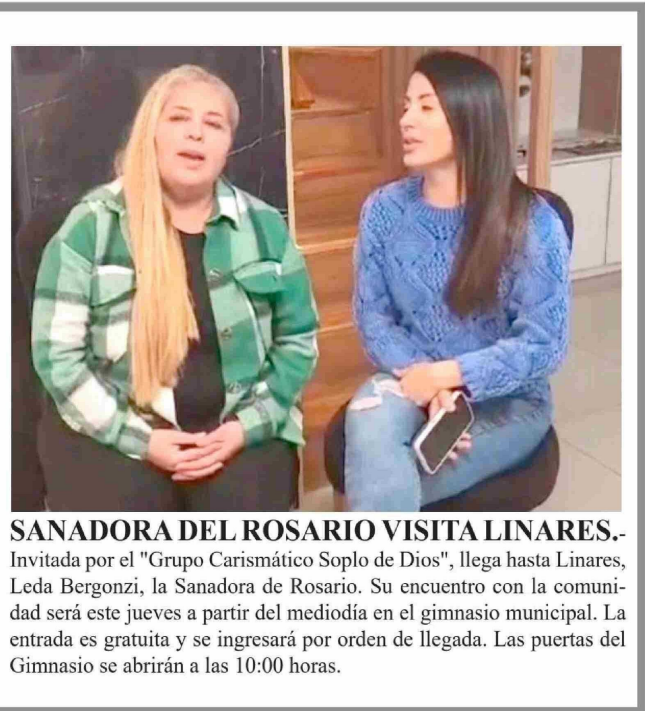 SANADORA DEL ROSARIO VISITA LINARES.-
Invitada por el "Grupo Carismático Soplo de Dios", llega hasta Linares,
Leda Bergonzi, la Sanadora de Rosario. Su encuentro con la comuni-
dad será este jueves a partir del mediodía en el gimnasio municipal. La
entrada es gratuita y se ingresará por orden de llegada. Las puertas del
Gimnasio se abrirán a las 10:00 horas.